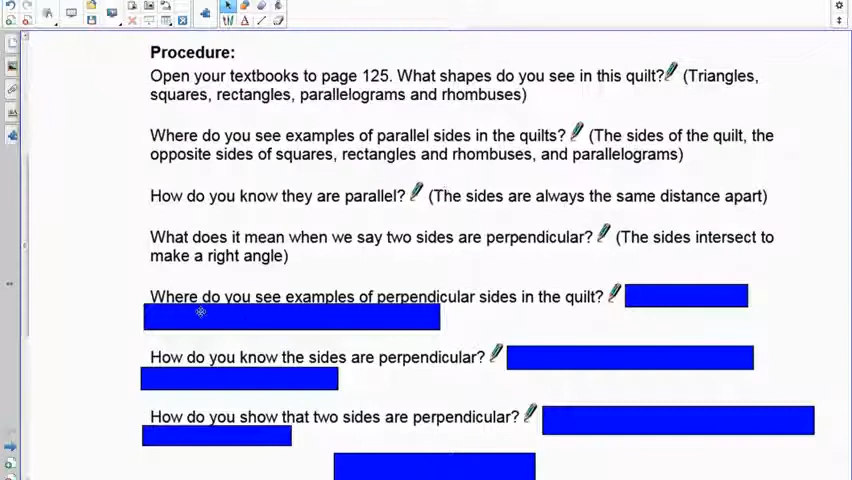 Procedure:
Open your textbooks to page 125. What shapes do you see in this quilt? (Triangles,
squares, rectangles, parallelograms and rhombuses)
Where do you see examples of parallel sides in the quilts? (The sides of the quilt, the
opposite sides of squares, rectangles and rhombuses, and parallelograms)
How do you know they are parallel? (The sides are always the same distance apart)
What does it mean when we say two sides are perpendicular? (The sides intersect to
make a right angle)
Where do you see examples of perpendicular sides in the quilt?
How do you know the sides are perpendicular?
How do you show that two sides are perpendicular?